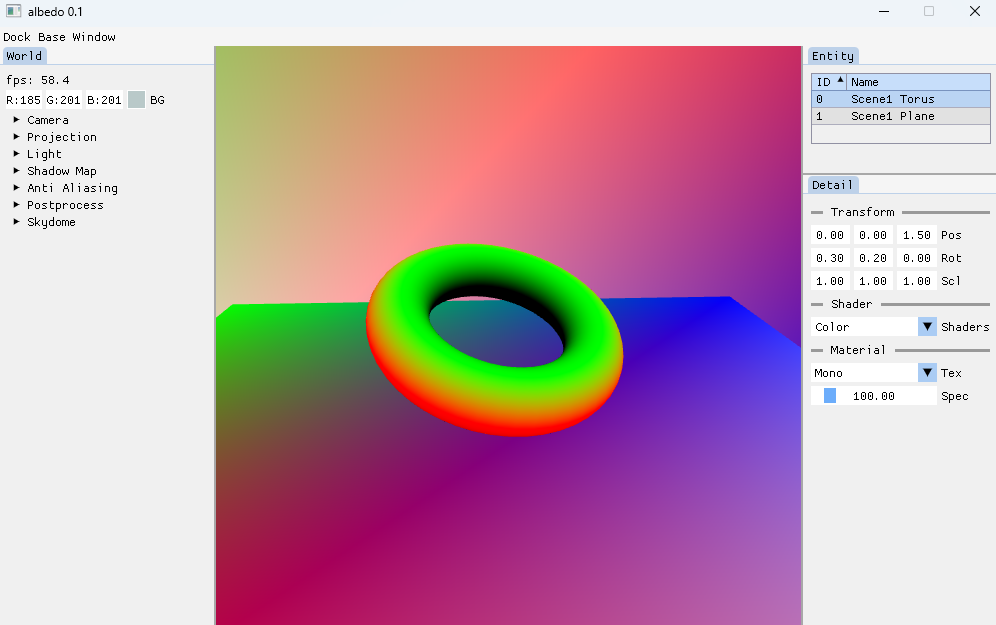 albedo 0.1
Dock Base Window
World
fps: 58.4
R:185 G:201 B:201 BG
Camera
Projection
Light
Shadow Map
Anti Aliasing
Postprocess
Skydome
Entity
ID Name
0 Scene1 Torus
1 Scene1 Plane
Detail
Transform
0.00 0.00 1.50 Pos
0.30 0.20 0.00 Rot
1.00 1.00 1.00 Scl
Shader
Color Shaders
Material
Mono Tex
100.00 Spec